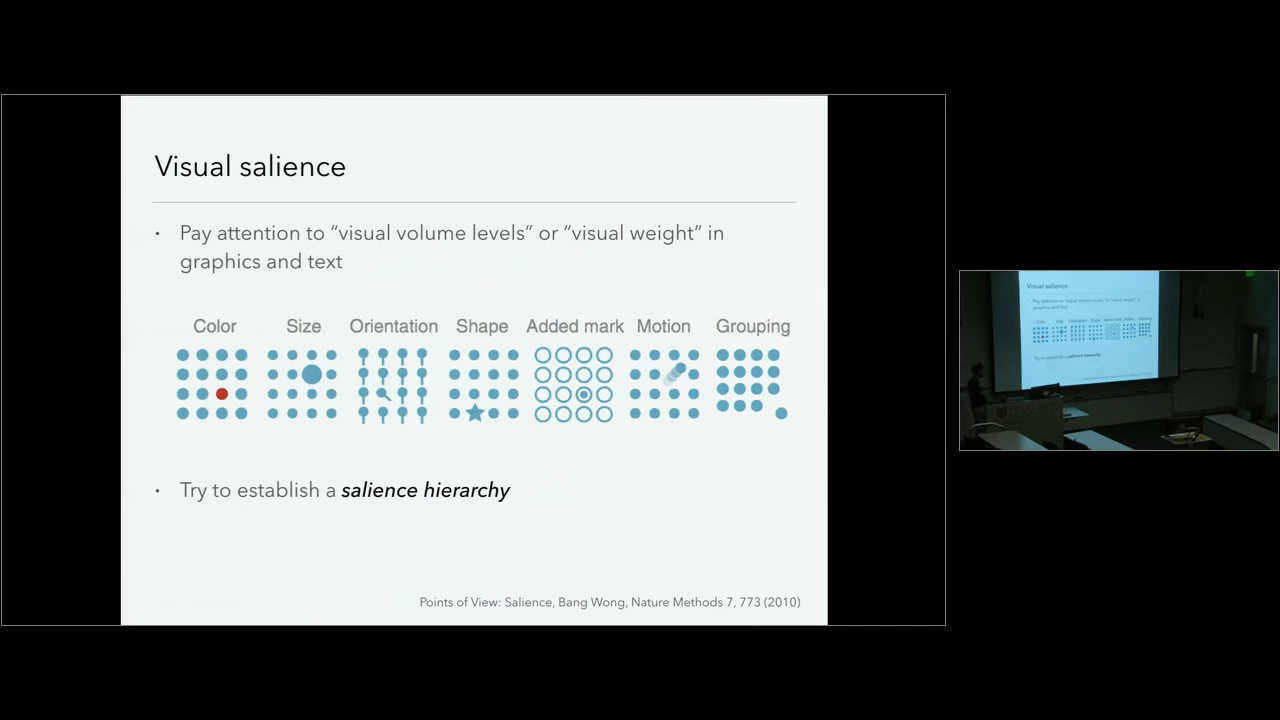 Visual salience
• Pay attention to “visual volume levels” or “visual weight” in
graphics and text
Color Size Orientation Shape Added mark Motion Grouping
• Try to establish a salience hierarchy
Points of View: Salience, Bang Wong, Nature Methods 7, 773 (2010)
Visual salience